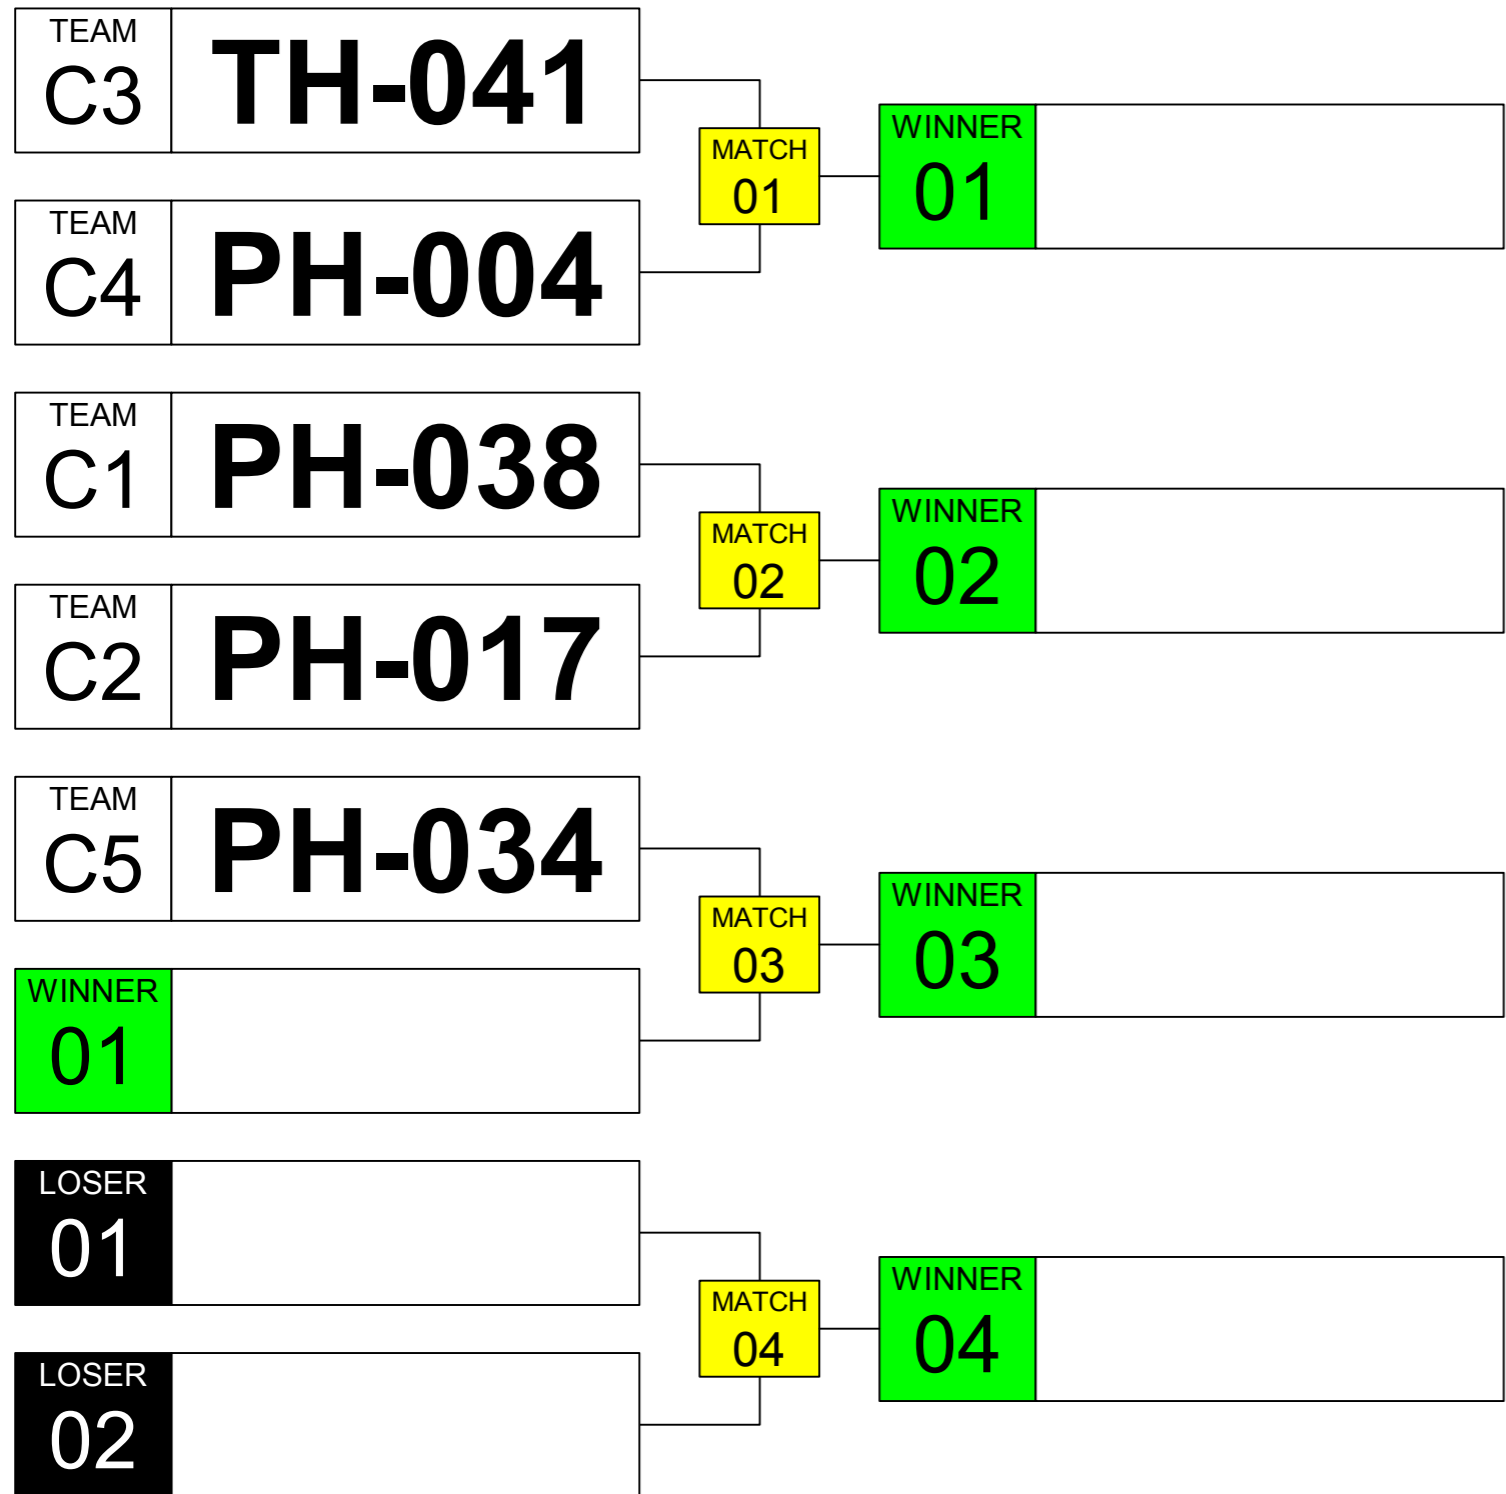 TEAM
C3
TH-041
MATCH
01
WINNER
01
TEAM
C4
PH-004
TEAM
C1
PH-038
MATCH
02
WINNER
02
TEAM
C2
PH-017
TEAM
C5
PH-034
MATCH
03
WINNER
03
WINNER
01
LOSER
01
MATCH
04
WINNER
04
LOSER
02